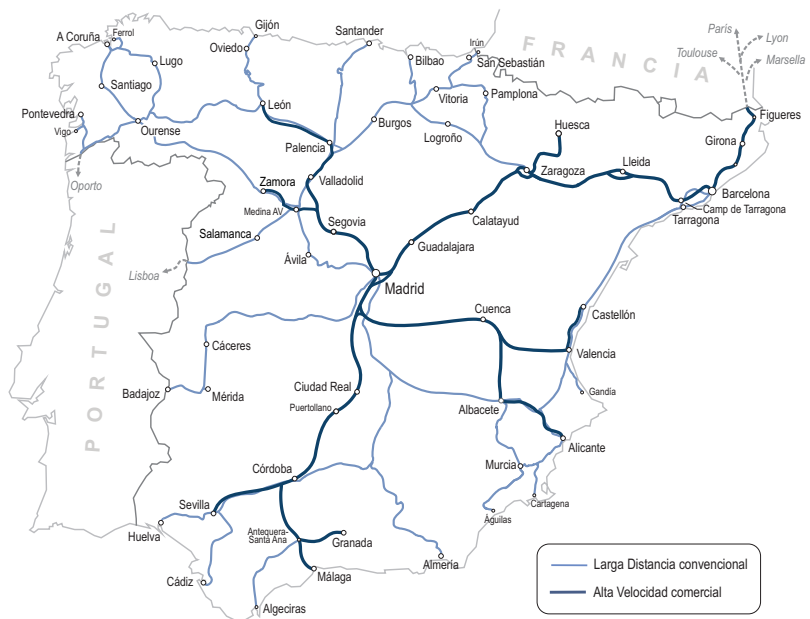 Gijón
A Coruña
Ferrol
Oviedo
Santander
Lugo
Bilbao
Irún
San Sebastián
FRANCIA
París
Lyon
Toulouse
Marsella
Santiago
León
Vitoria
Pamplona
Figueres
Pontevedra
Vigo
Ourense
Burgos
Logroño
Huesca
Girona
Palencia
Oporto
Zamora
Valladolid
Zaragoza
Lleida
Barcelona
Medina AV
Camp de Tarragona
Tarragona
Salamanca
Segovia
Calatayud
Ávila
Guadalajara
Lisboa
PORTUGAL
Madrid
Cuenca
Castellón
Cáceres
Valencia
Badajoz
Mérida
Ciudad Real
Puertollano
Albacete
Gandia
Alicante
Murcia
Córdoba
Cartagena
Sevilla
Águilas
Huelva
Antequera-
Santa Ana
Granada
Almería
Cádiz
Málaga
Algeciras
Larga Distancia convencional
Alta Velocidad comercial